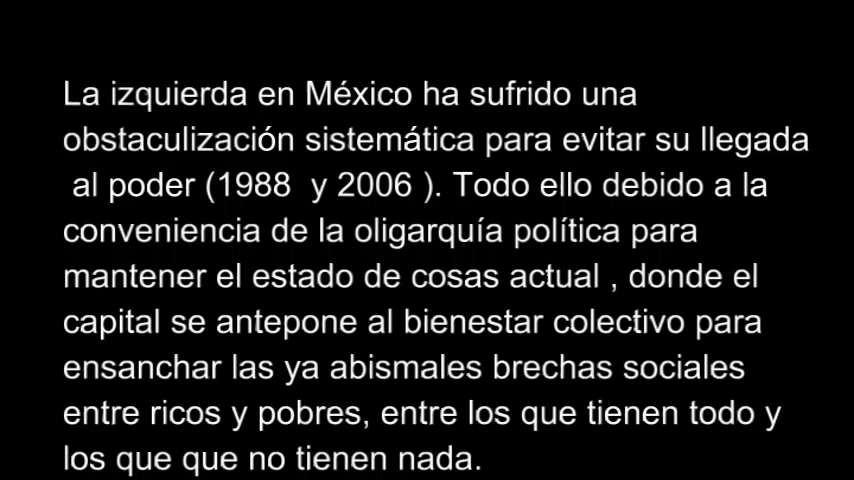 La izquierda en México ha sufrido una
obstaculización sistemática para evitar su llegada
al poder (1988  y 2006 ). Todo ello debido a la
conveniencia de la oligarquía política para
mantener el estado de cosas actual , donde el
capital se antepone al bienestar colectivo para
ensanchar las ya abismales brechas sociales
entre ricos y pobres, entre los que tienen todo y
los que que no tienen nada.